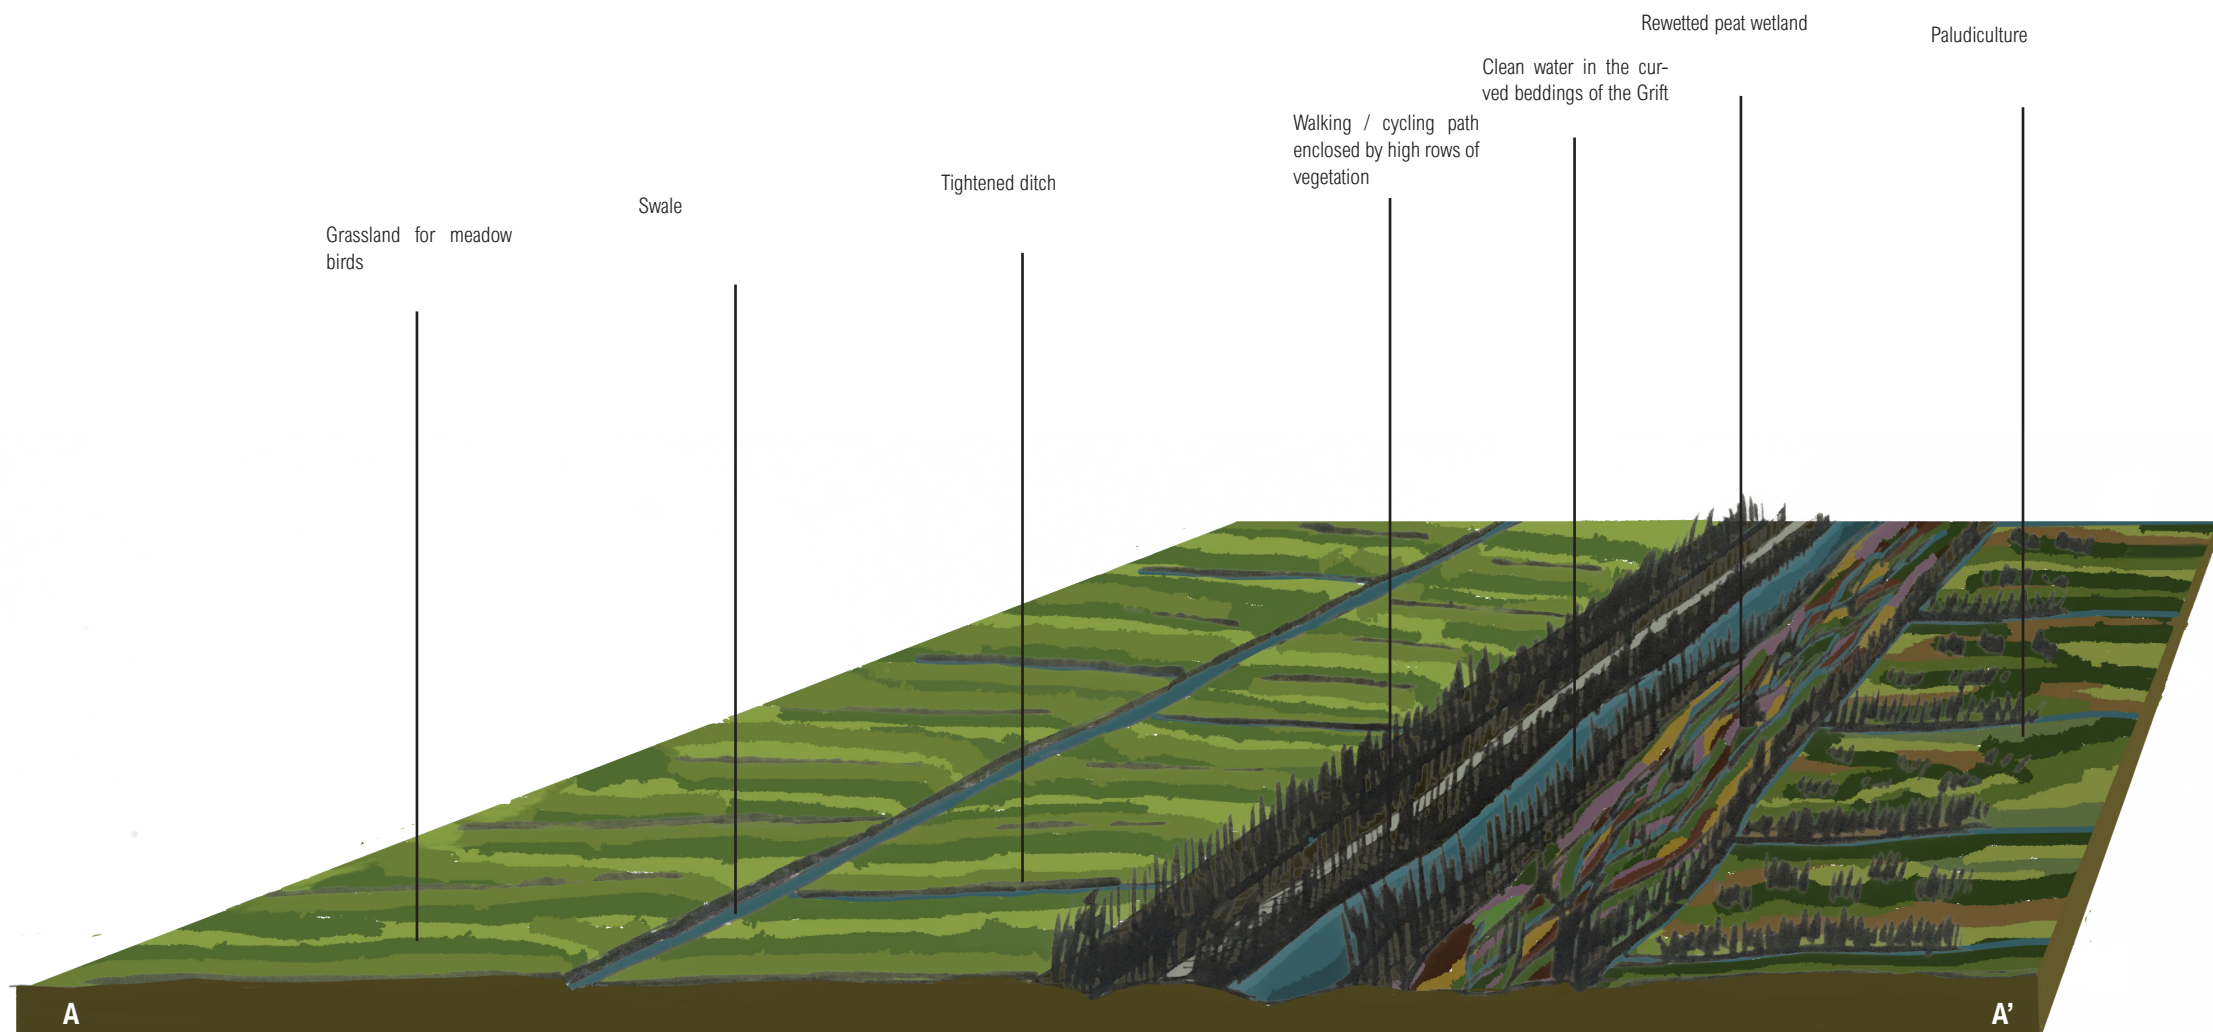 Rewetted peat wetland
Paludiculture
Clean water in the cur-
ved beddings of the Grift
Walking / cycling path
enclosed by high rows of
vegetation
Tightened ditch
Swale
Grassland for meadow
birds
A
A’